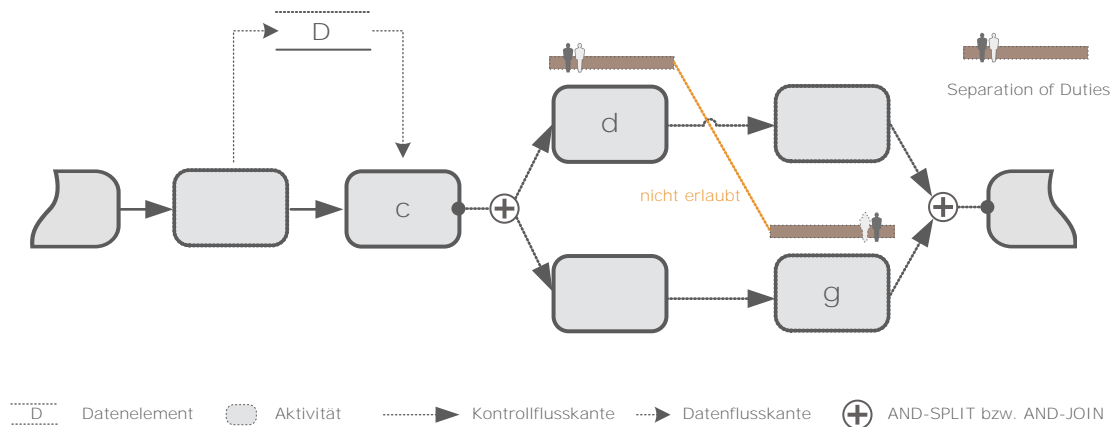 D
Separation of Duties
d
nicht erlaubt
c
g
D Datenelement Aktivität Kontrollflusskante Datenflusskante AND-SPLIT bzw. AND-JOIN